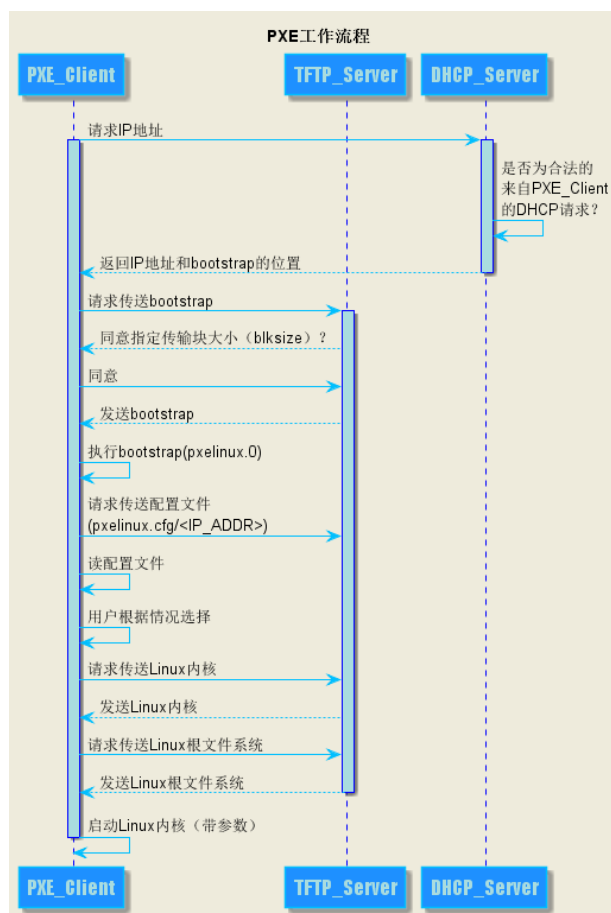 PXE工作流程
PXE_Client
TFTP_Server
DHCP_Server
请求IP地址
是否为合法的
来自PXE_Client
的DHCP请求?
返回IP地址和bootstrap的位置
请求传送bootstrap
同意指定传输块大小（blksize）?
同意
发送bootstrap
执行bootstrap(pxelinux.0)
请求传送配置文件
(pxelinux.cfg/<IP_ADDR>)
读配置文件
用户根据情况选择
请求传送Linux内核
发送Linux内核
请求传送Linux根文件系统
发送Linux根文件系统
启动Linux内核（带参数）
PXE_Client
TFTP_Server
DHCP_Server